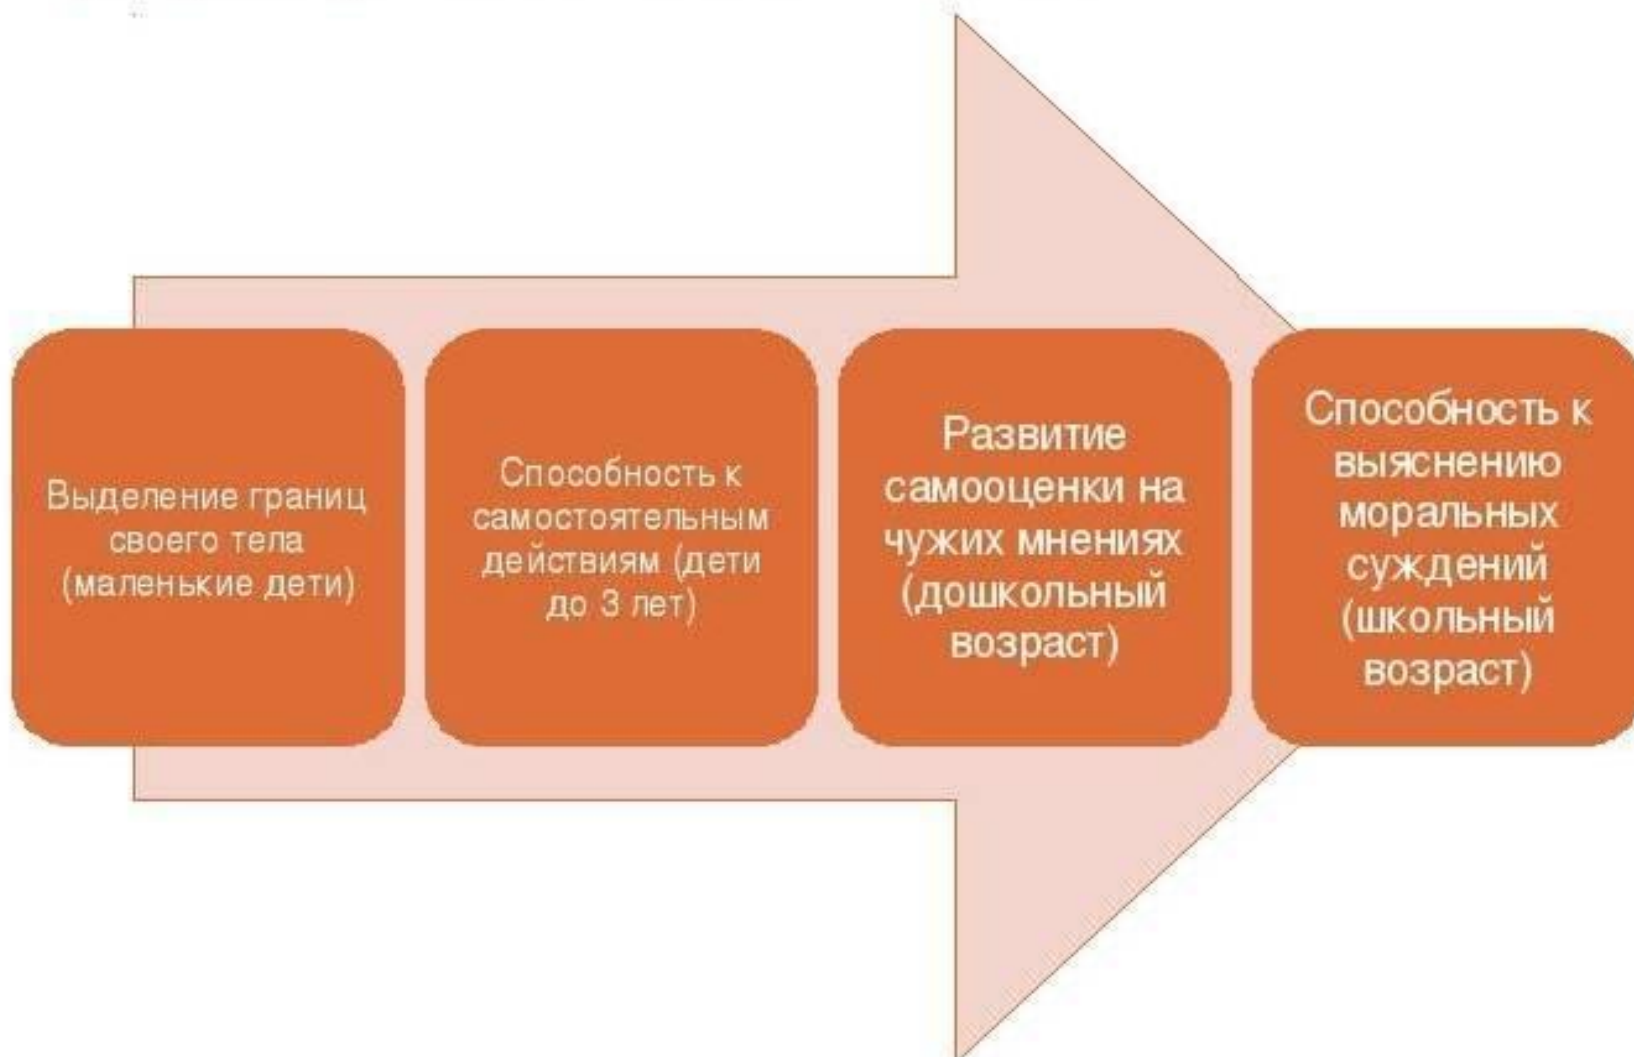 Выделение границ
своего тела
(маленькие дети)
Способность к
самостоятельным
действиям (дети
до 3 лет)
Развитие
самооценки на
чужих мнениях
(дошкольный
возраст)
Способность к
выяснению
моральных
суждений
(школьный
возраст)